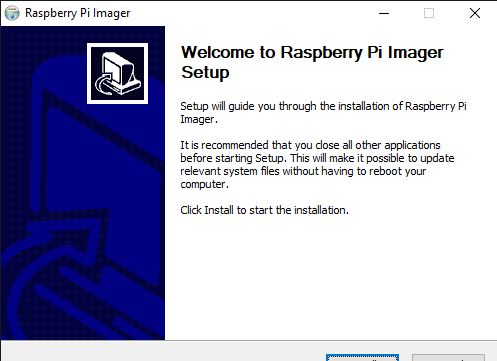 Raspberry Pi Imager
Welcome to Raspberry Pi Imager
Setup
Setup will guide you through the installation of Raspberry Pi
Imager.
It is recommended that you close all other applications
before starting Setup. This will make it possible to update
relevant system files without having to reboot your
computer.
Click Install to start the installation.